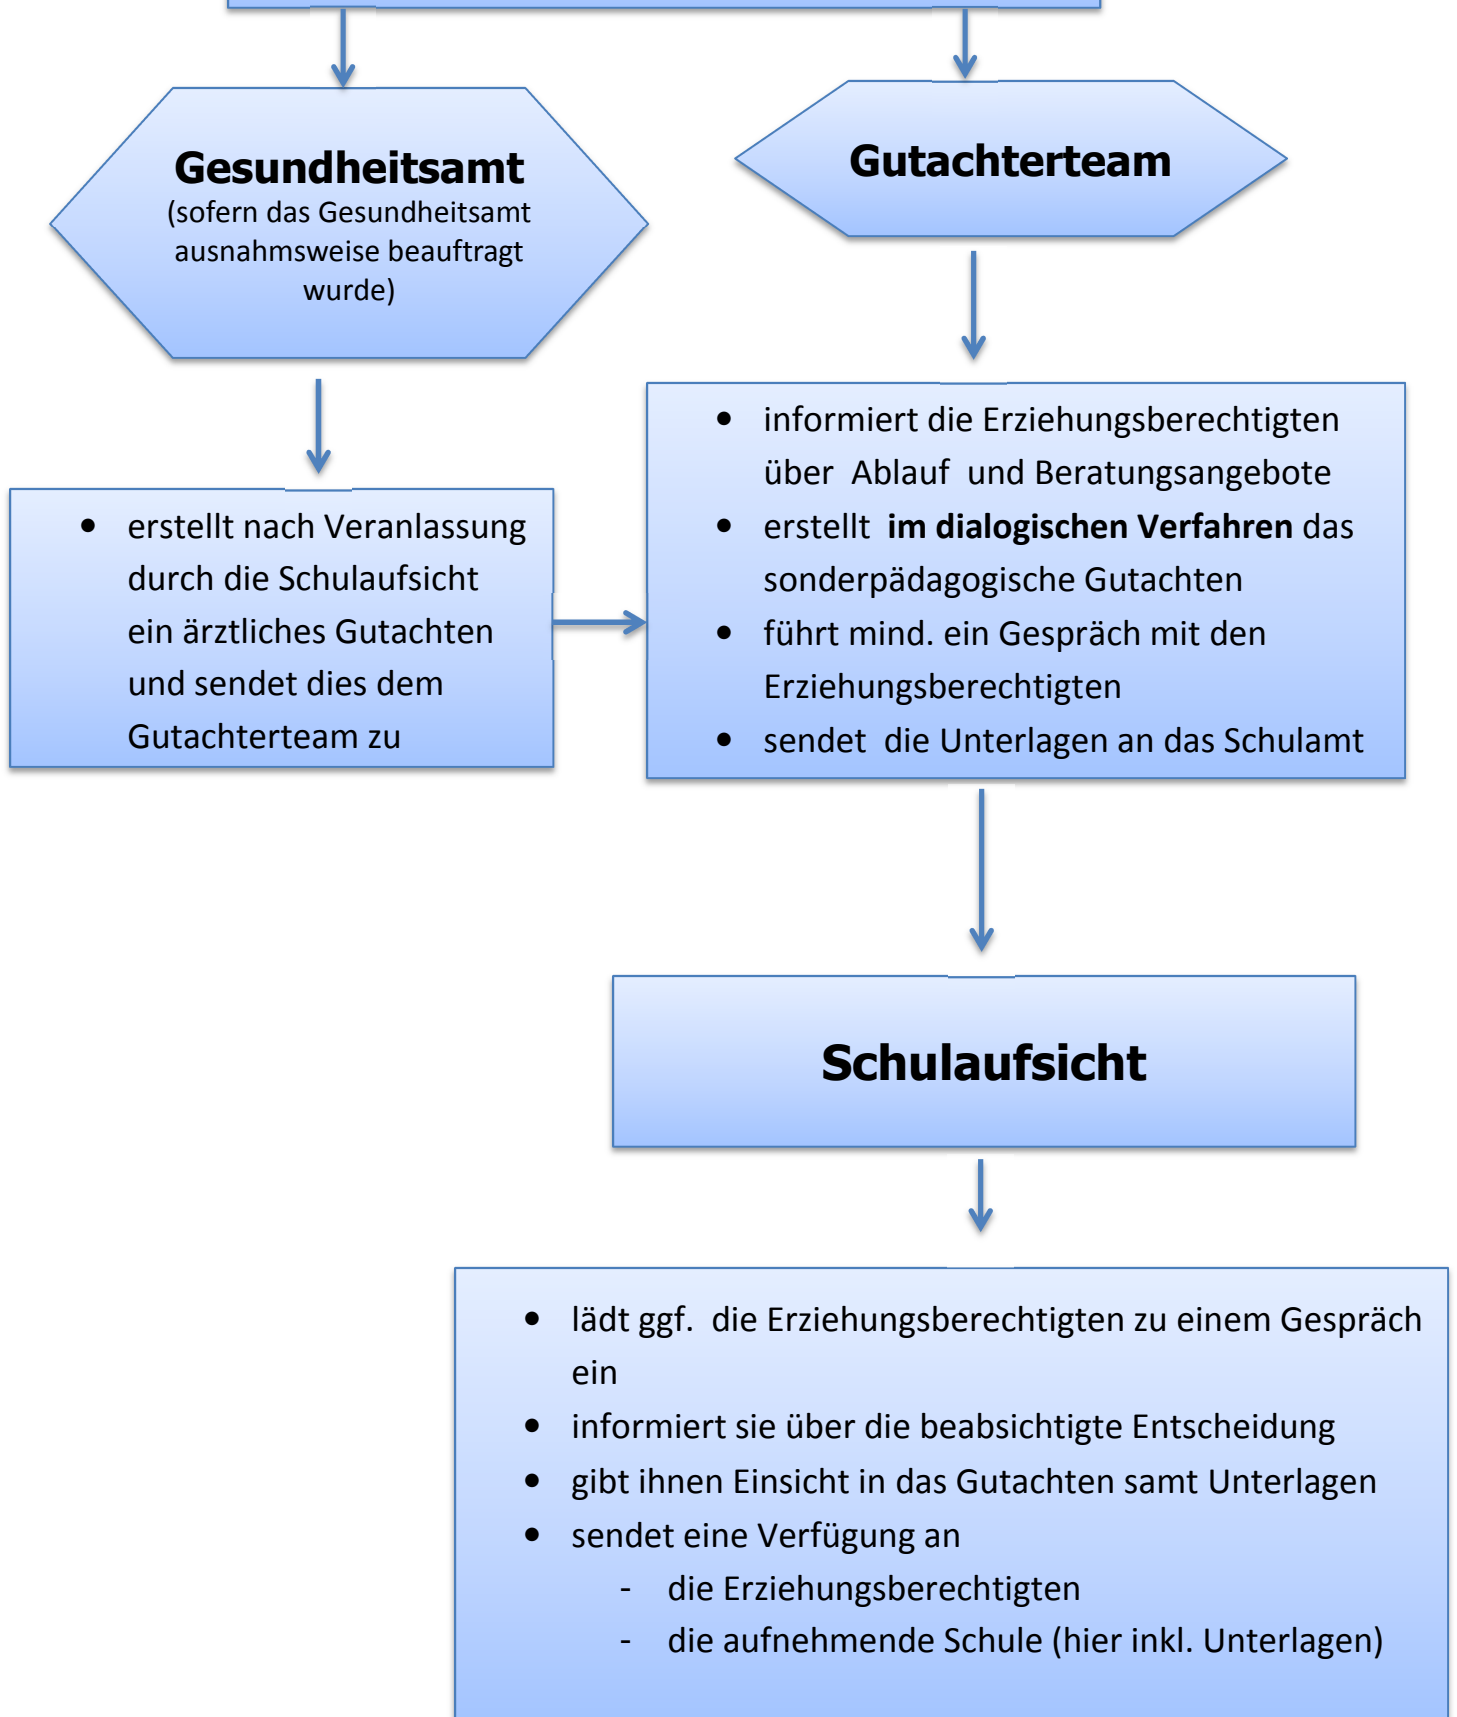 Gesundheitsamt
(sofern das Gesundheitsamt
ausnahmsweise beauftragt
wurde)
Gutachterteam
• erstellt nach Veranlassung
durch die Schulaufsicht
ein ärztliches Gutachten
und sendet dies dem
Gutachterteam zu
• informiert die Erziehungsberechtigten
über Ablauf und Beratungsangebote
• erstellt im dialogischen Verfahren das
sonderpädagogische Gutachten
• führt mind. ein Gespräch mit den
Erziehungsberechtigten
• sendet die Unterlagen an das Schulamt
Schulaufsicht
• lädt ggf. die Erziehungsberechtigten zu einem Gespräch
ein
• informiert sie über die beabsichtigte Entscheidung
• gibt ihnen Einsicht in das Gutachten samt Unterlagen
• sendet eine Verfügung an
- die Erziehungsberechtigten
- die aufnehmende Schule (hier inkl. Unterlagen)